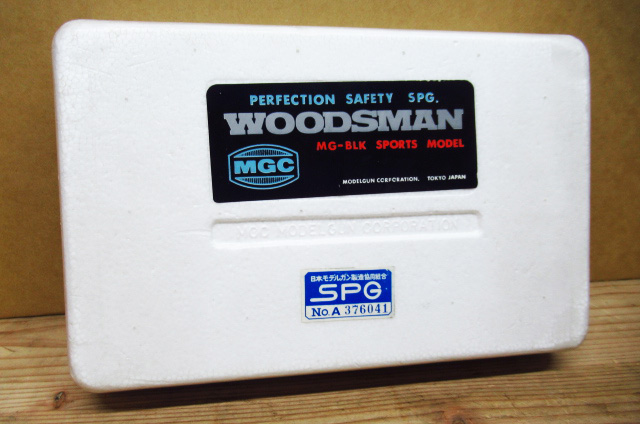 PERFECTION SAFETY SPG.
WOODSMAN
MG-BLK SPORTS MODEL
MGC
MODELGUN CORPORATION. TOKYO JAPAN
MGC MODELGUN CORPORATION
日本モデルガン製造協同組合
SPG
No.A 376041